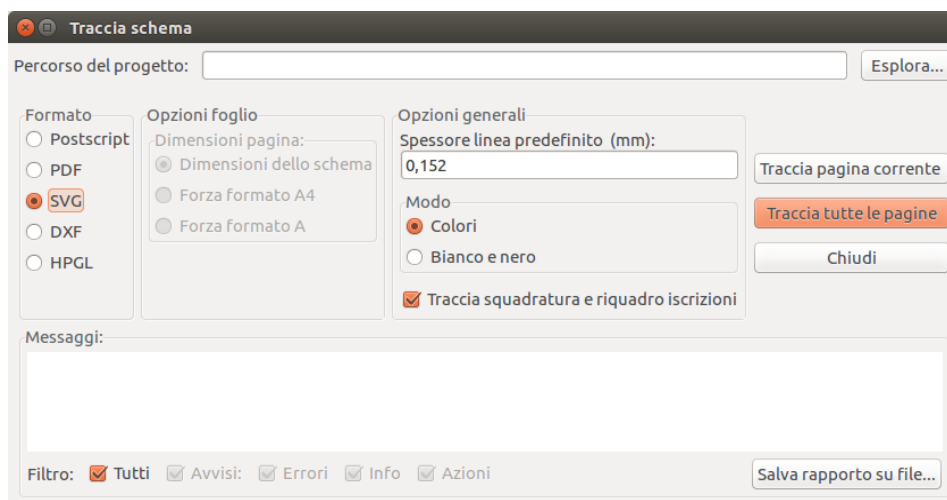 Traccia schema
Percorso del progetto:
Esplora...
Formato
Postscript
PDF
SVG
DXF
HPGL
Opzioni foglio
Dimensioni pagina:
Dimensioni dello schema
Forza formato A4
Forza formato A
Opzioni generali
Spessore linea predefinito (mm):
0,152
Modo
Colori
Bianco e nero
Traccia squadratura e riquadro iscrizioni
Traccia pagina corrente
Traccia tutte le pagine
Chiudi
Messaggi:
Filtro: Tutti Avvisi: Errori Info Azioni
Salva rapporto su file...